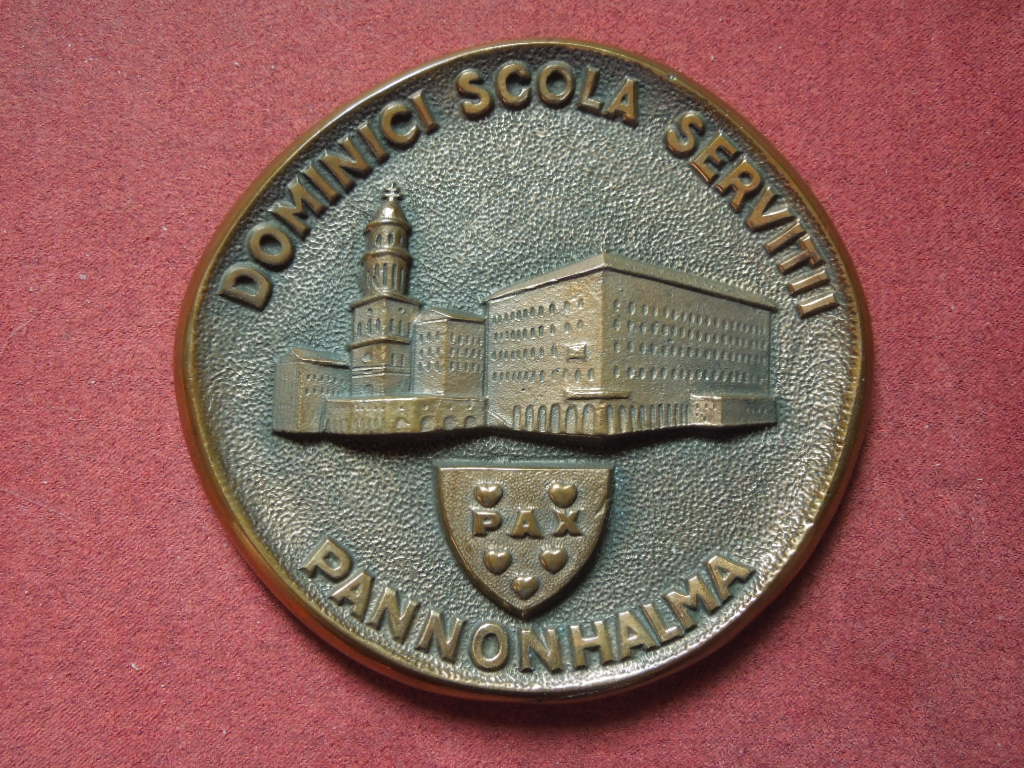 DOMINICI SCOLA SERVITII
PAX
PANNONHALMA